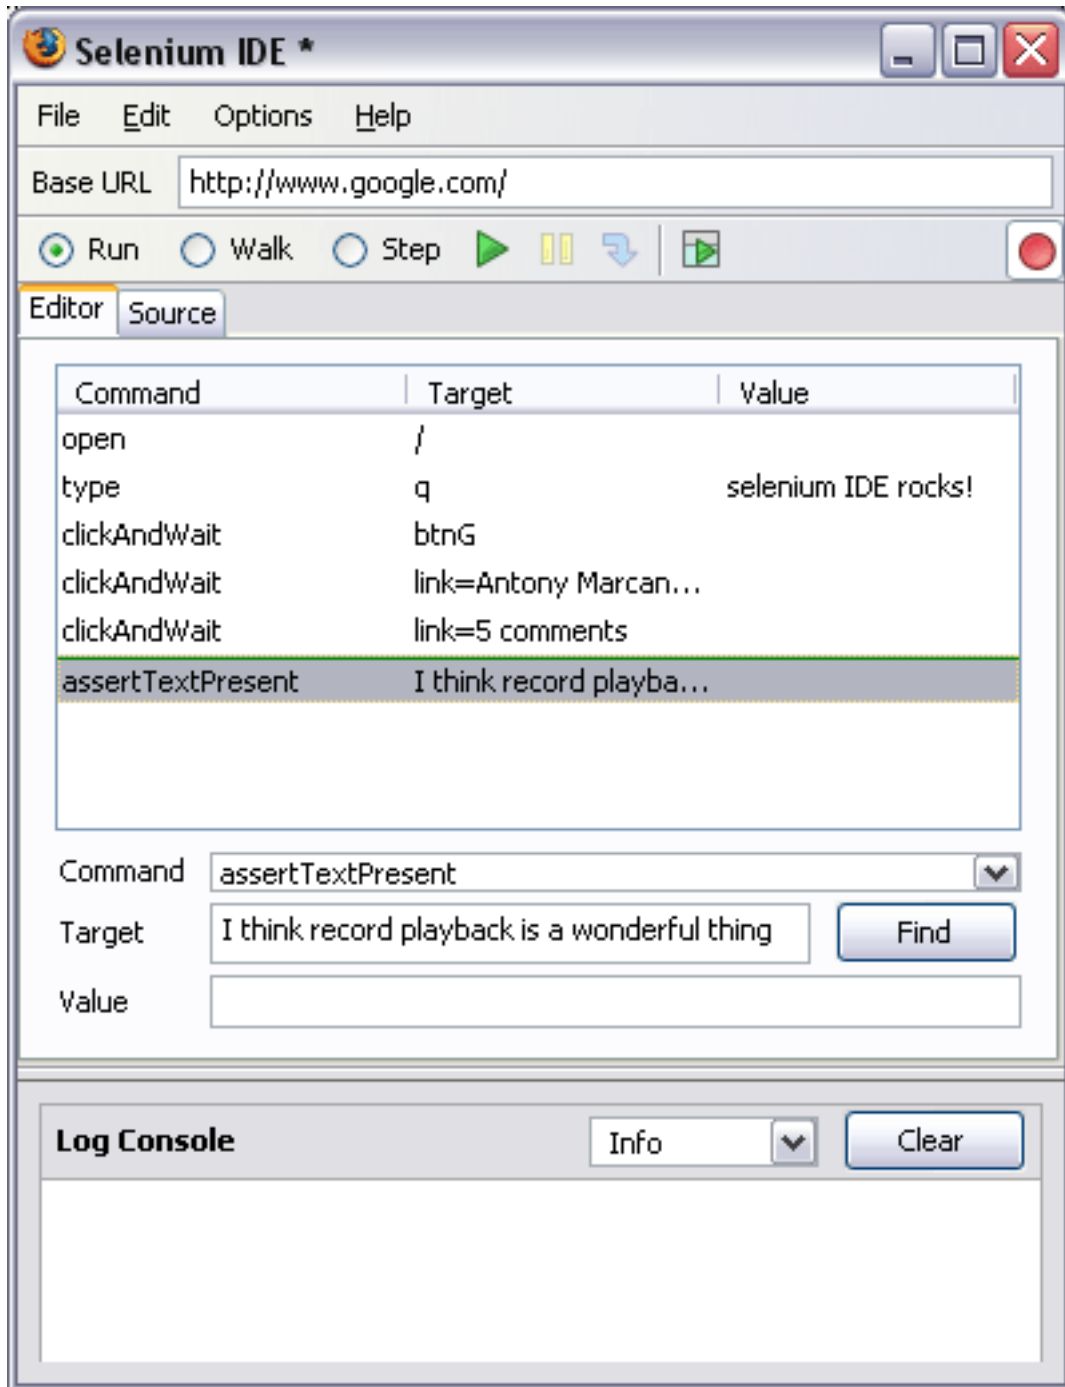 Selenium IDE *
File Edit Options Help
Base URL http://www.google.com/
Run Walk Step
Editor Source
Command Target Value
open /
type q selenium IDE rocks!
clickAndWait btnG
clickAndWait link=Antony Marcan...
clickAndWait link=5 comments
assertTextPresent I think record playba...
Command assertTextPresent
Target I think record playback is a wonderful thing Find
Value
Log Console Info Clear